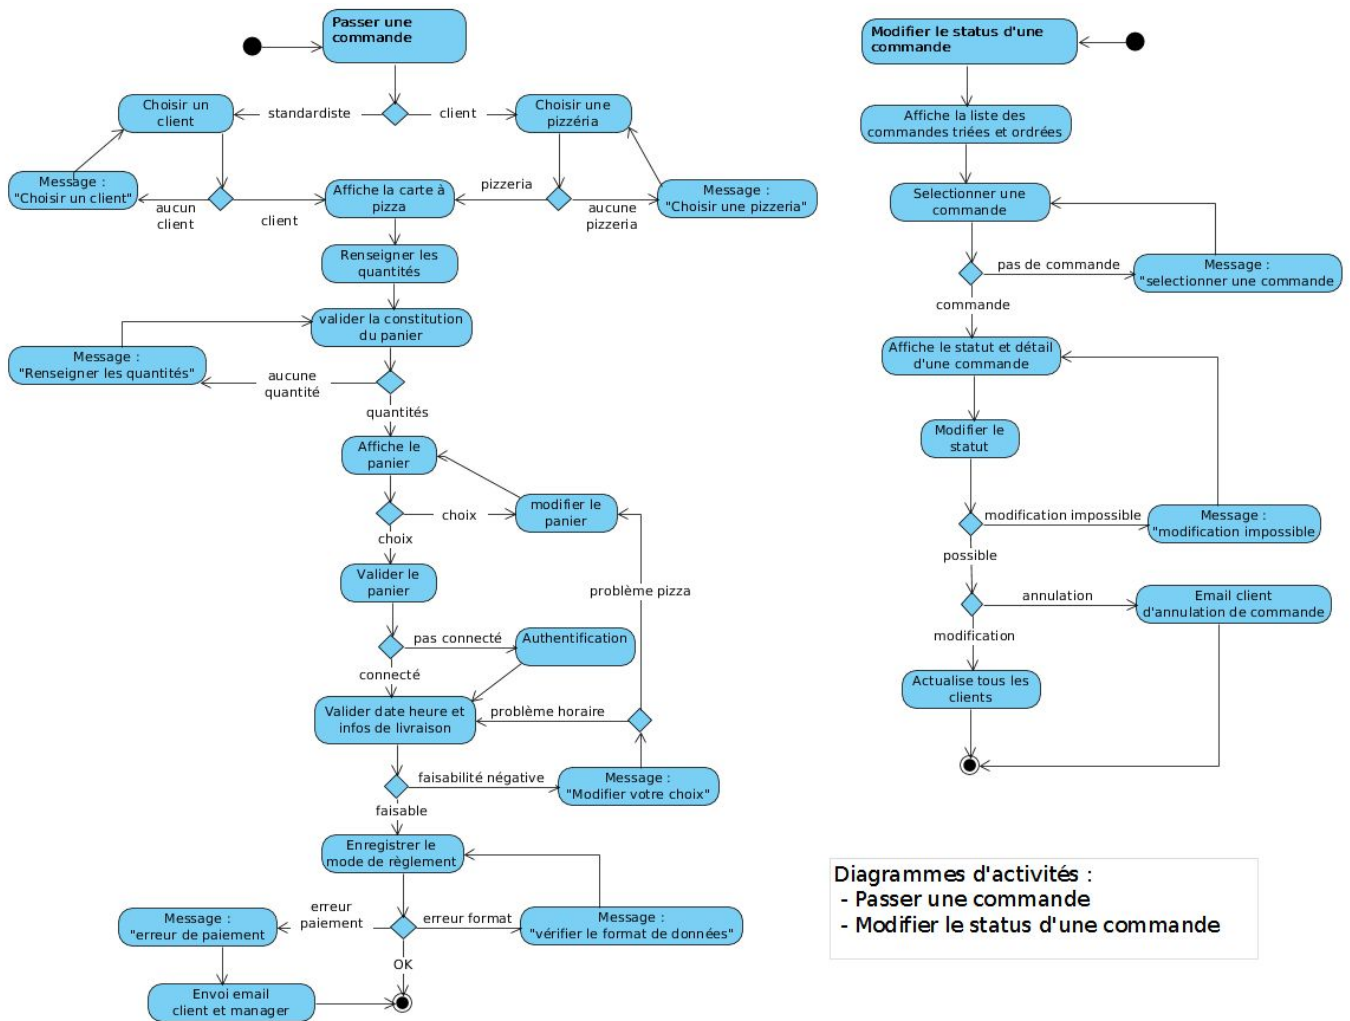 Passer une
commande
Choisir un
client
standardiste
client
Choisir une
pizzéria
Message :
"Choisir un client"
aucun
client
client
Affiche la carte à
pizza
pizzeria
aucune
pizzeria
Message :
"Choisir une pizzeria"
Renseigner les
quantités
valider la constitution
du panier
Message :
"Renseigner les quantités"
aucune
quantité
quantités
Affiche le
panier
choix
modifier le
panier
choix
Valider le
panier
problème pizza
pas connecté
Authentification
connecté
Valider date heure et
infos de livraison
problème horaire
faisabilité négative
Message :
"Modifier votre choix"
faisable
Enregistrer le
mode de règlement
erreur
paiement
Message :
"erreur de paiement
erreur format
Message :
"vérifier le format de données"
OK
Envoi email
client et manager
Modifier le status d'une
commande
Affiche la liste des
commandes triées et ordrées
Selectionner une
commande
pas de commande
Message :
"selectionner une commande
commande
Affiche le statut et détail
d'une commande
Modifier le
statut
modification impossible
Message :
"modification impossible
possible
annulation
Email client
d'annulation de commande
modification
Actualise tous les
clients
Diagrammes d'activités :
- Passer une commande
- Modifier le status d'une commande